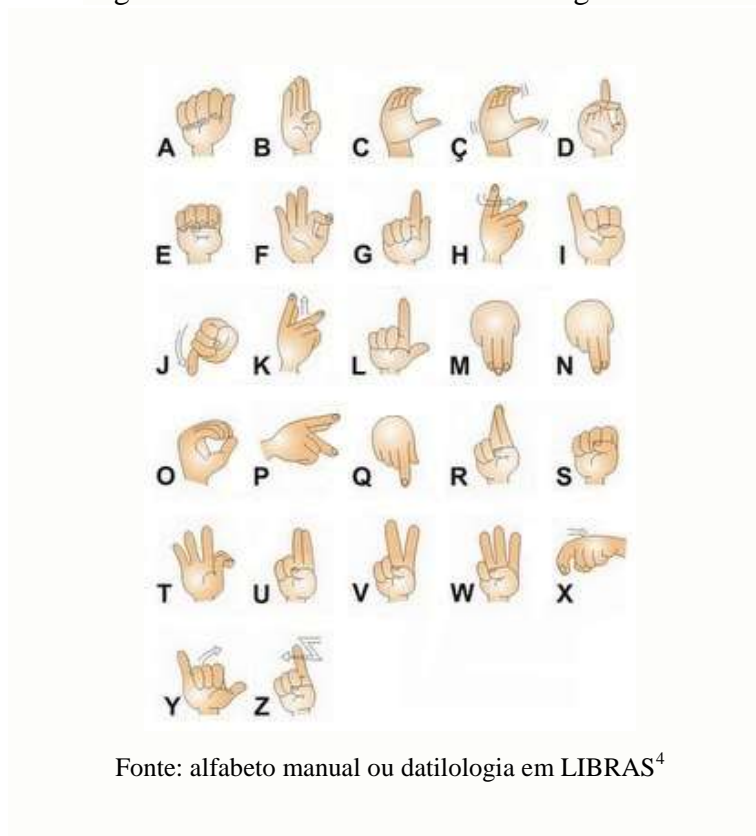 A B C Ç D
E F G H I
J K L M N
O P Q R S
T U V W X
Y Z
Fonte: alfabeto manual ou datilologia em LIBRAS⁴